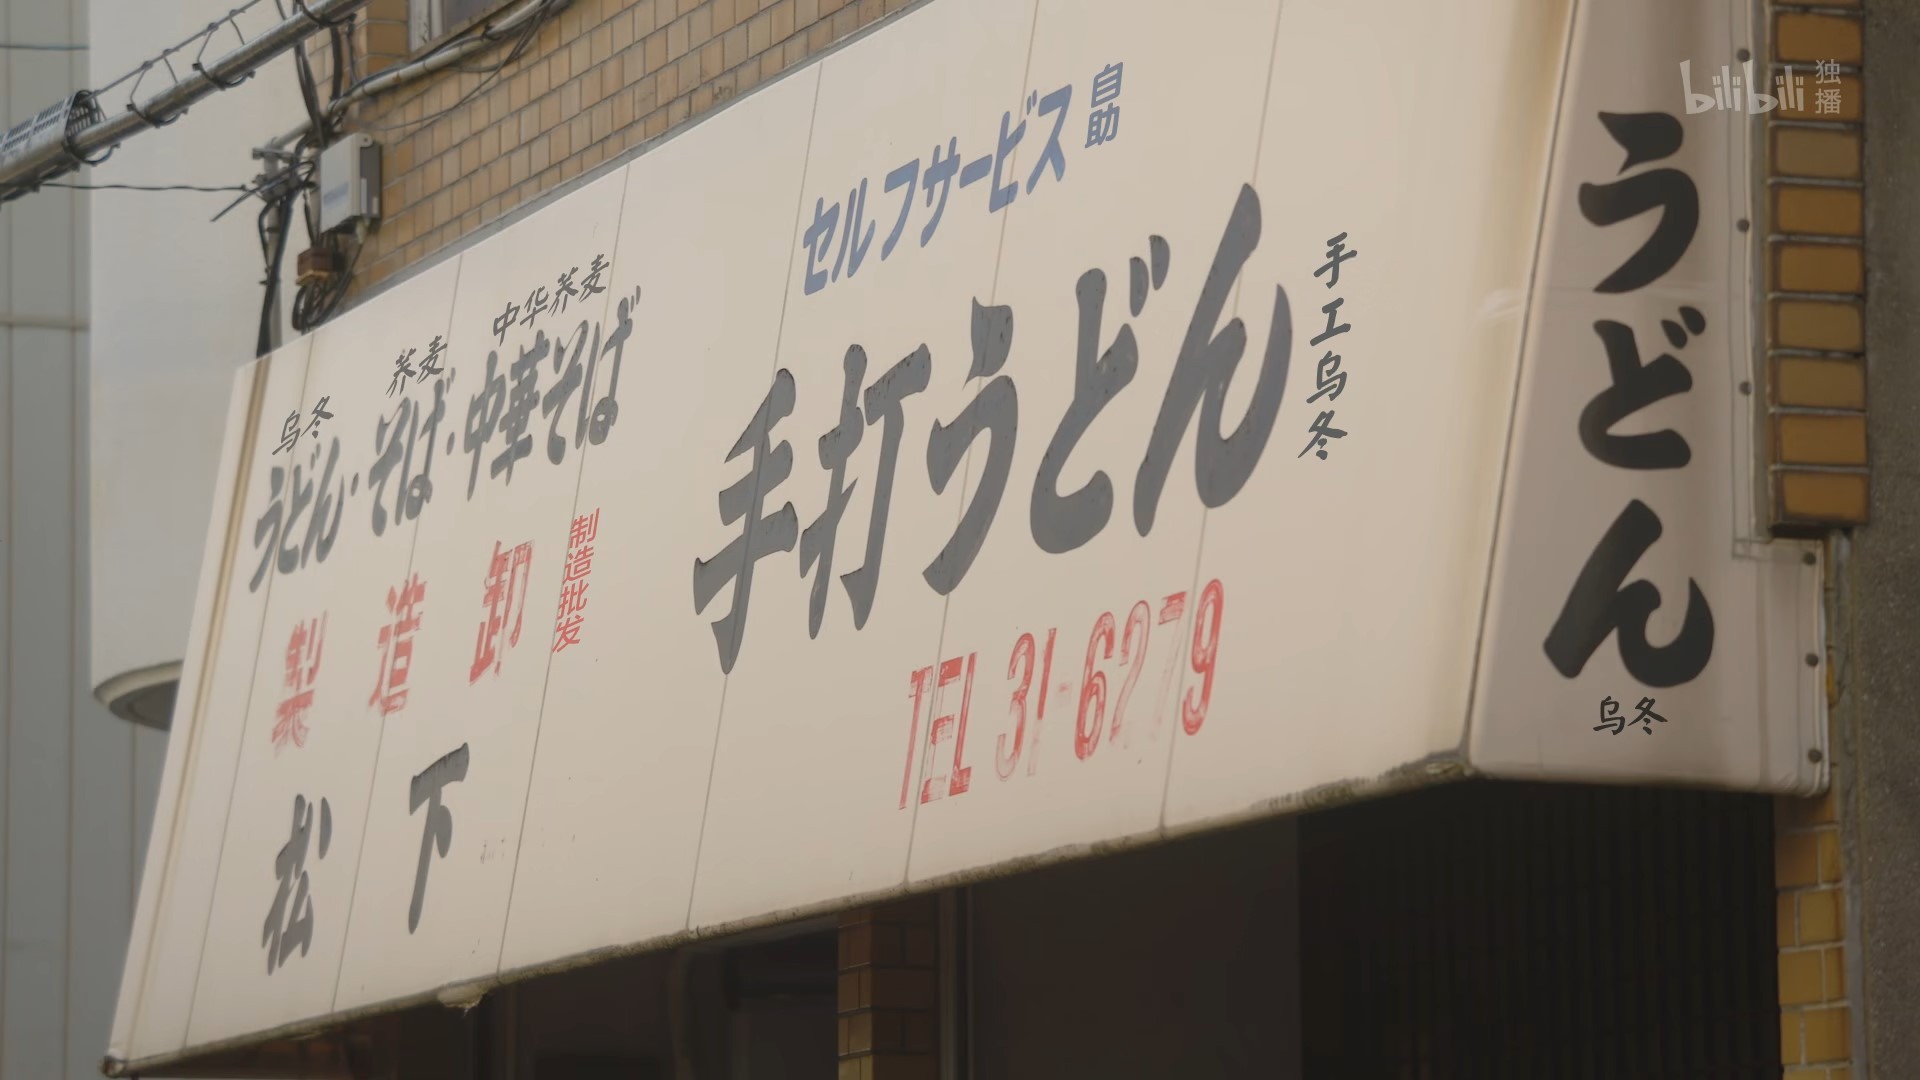 bilibili 独播
セルフサービス 自助
手打うどん 手工乌冬
TEL 31-6279
乌冬 荞麦 中华荞麦
うどん・そば・中華そば
製造卸 制造批发
松下
うどん
乌冬